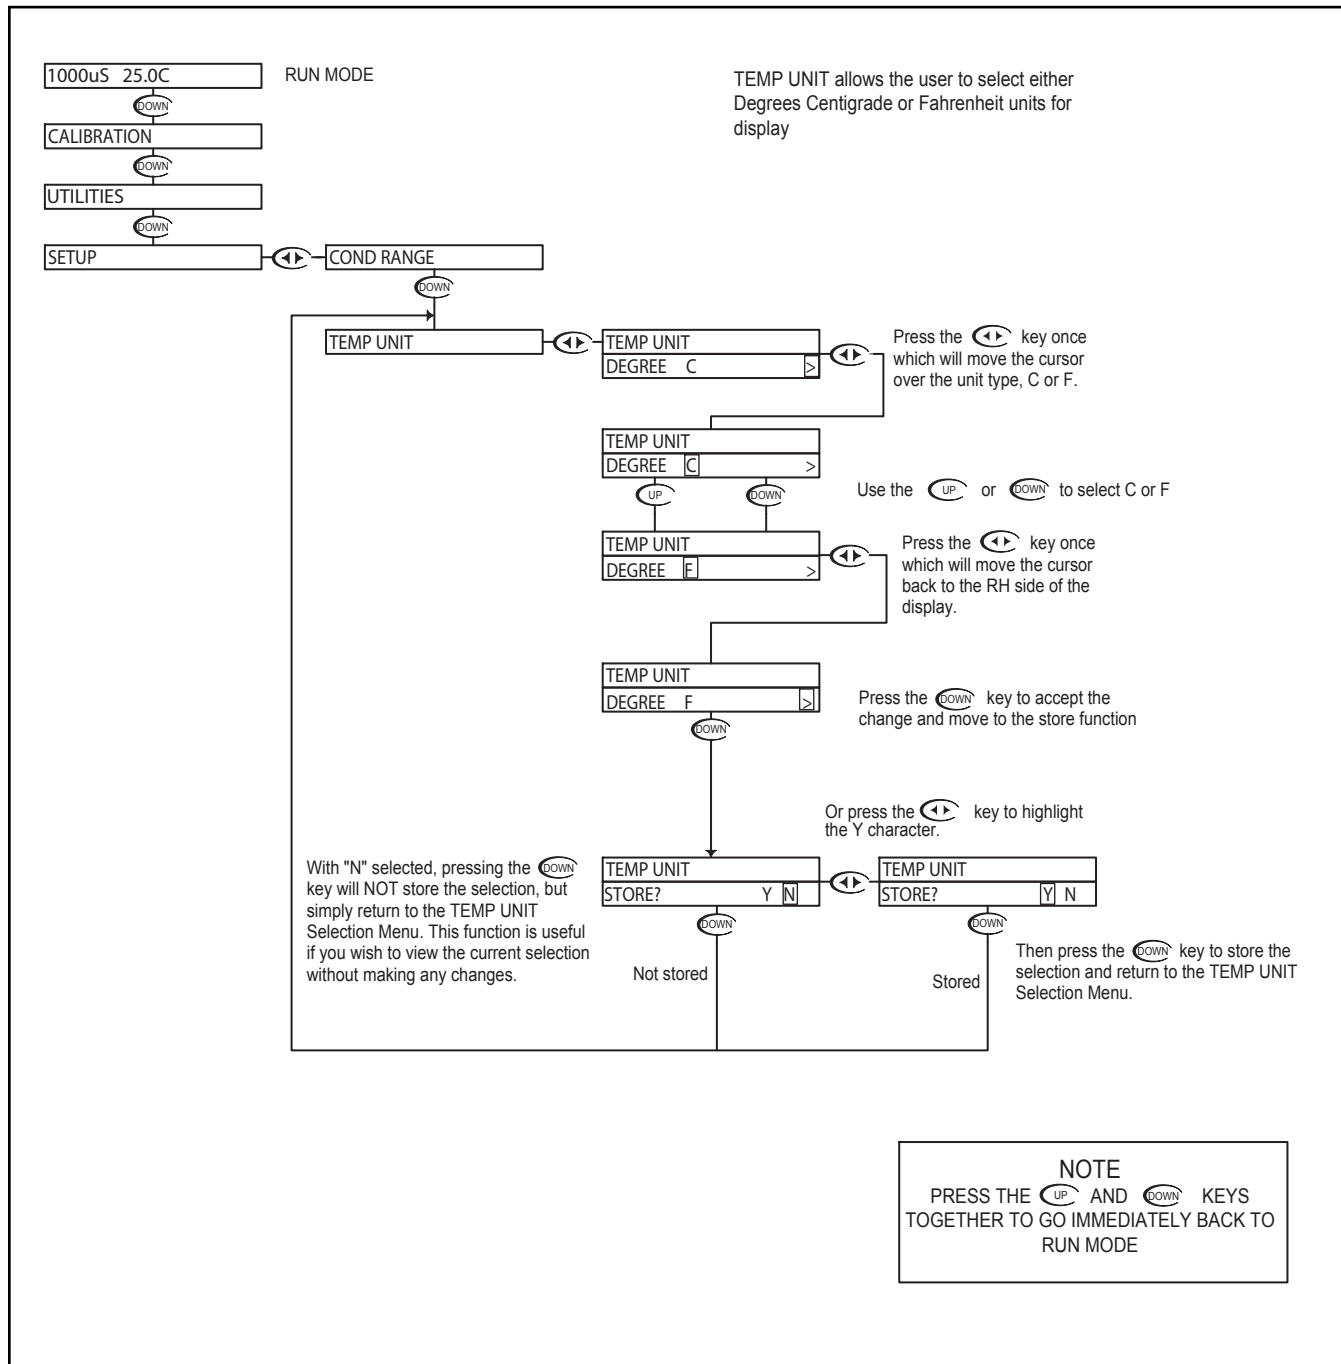 1000uS 25.0C
RUN MODE
TEMP UNIT allows the user to select either
Degrees Centigrade or Fahrenheit units for
display
DOWN
CALIBRATION
DOWN
UTILITIES
DOWN
SETUP
COND RANGE
DOWN
TEMP UNIT
TEMP UNIT
DEGREE C >
Press the key once
which will move the cursor
over the unit type, C or F.
TEMP UNIT
DEGREE C >
UP
DOWN
Use the UP or DOWN to select C or F
TEMP UNIT
DEGREE F >
Press the key once
which will move the cursor
back to the RH side of the
display.
TEMP UNIT
DEGREE F >
DOWN
Press the DOWN key to accept the
change and move to the store function
Or press the key to highlight
the Y character.
With "N" selected, pressing the DOWN
key will NOT store the selection, but
simply return to the TEMP UNIT
Selection Menu. This function is useful
if you wish to view the current selection
without making any changes.
TEMP UNIT
STORE? Y N
DOWN
Not stored
TEMP UNIT
STORE? Y N
DOWN
Stored
Then press the DOWN key to store the
selection and return to the TEMP UNIT
Selection Menu.
NOTE
PRESS THE UP AND DOWN KEYS
TOGETHER TO GO IMMEDIATELY BACK TO
RUN MODE